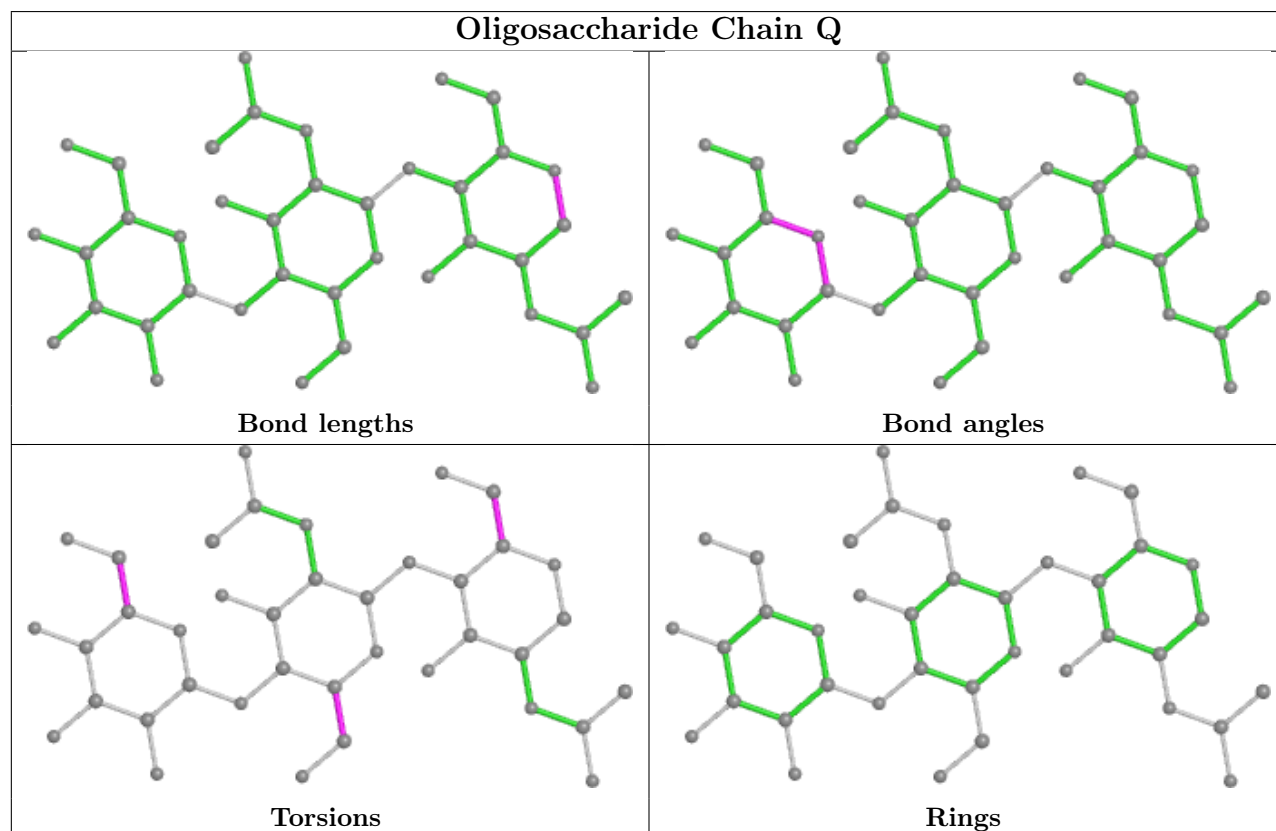 Oligosaccharide Chain Q
Bond lengths
Bond angles
Torsions
Rings